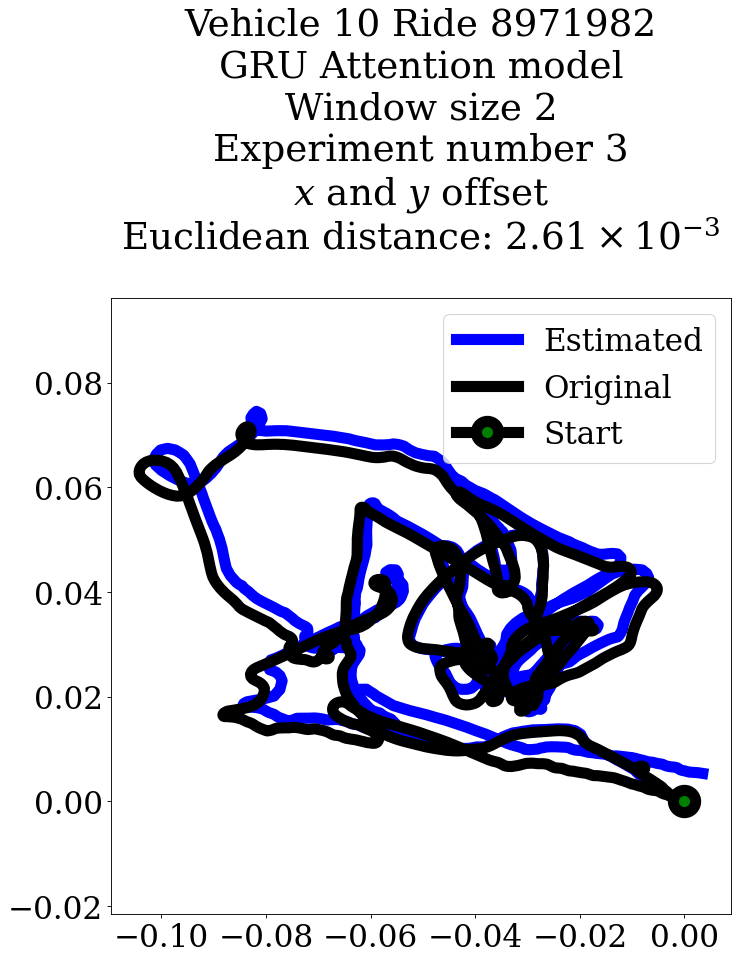 Vehicle 10 Ride 8971982
GRU Attention model
Window size 2
Experiment number 3
x and y offset
Euclidean distance: 2.61 × 10⁻³
Estimated
Original
Start
0.08
0.06
0.04
0.02
0.00
−0.02
−0.10 −0.08 −0.06 −0.04 −0.02 0.00